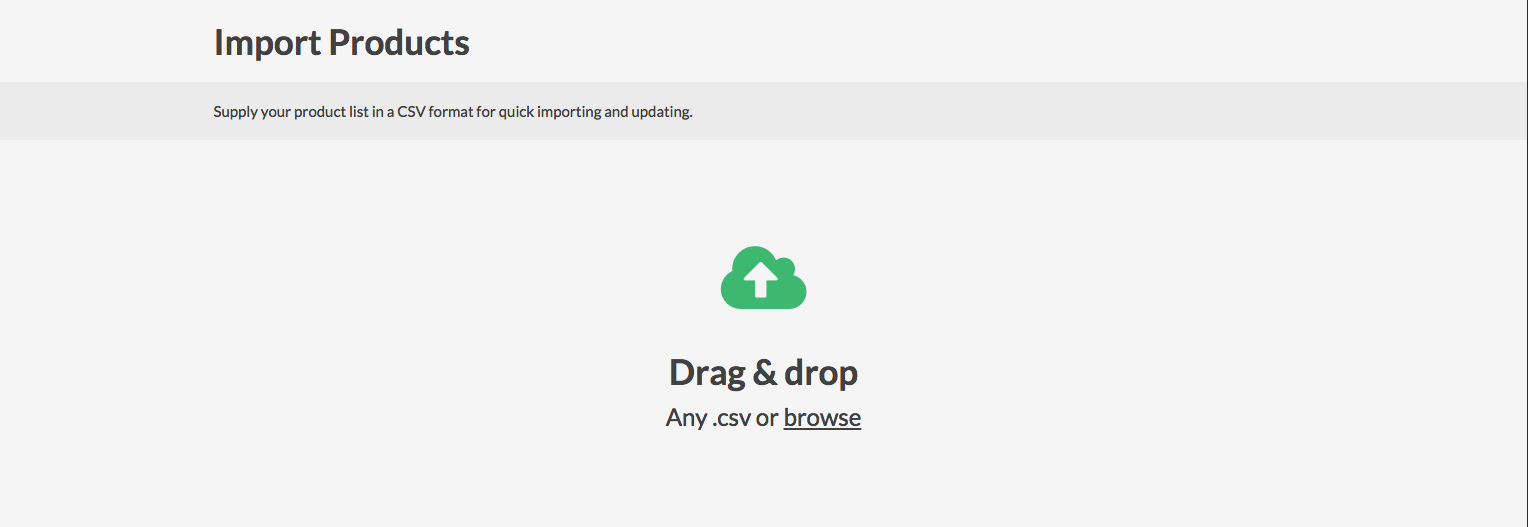 Import Products
Supply your product list in a CSV format for quick importing and updating.
Drag & drop
Any .csv or browse